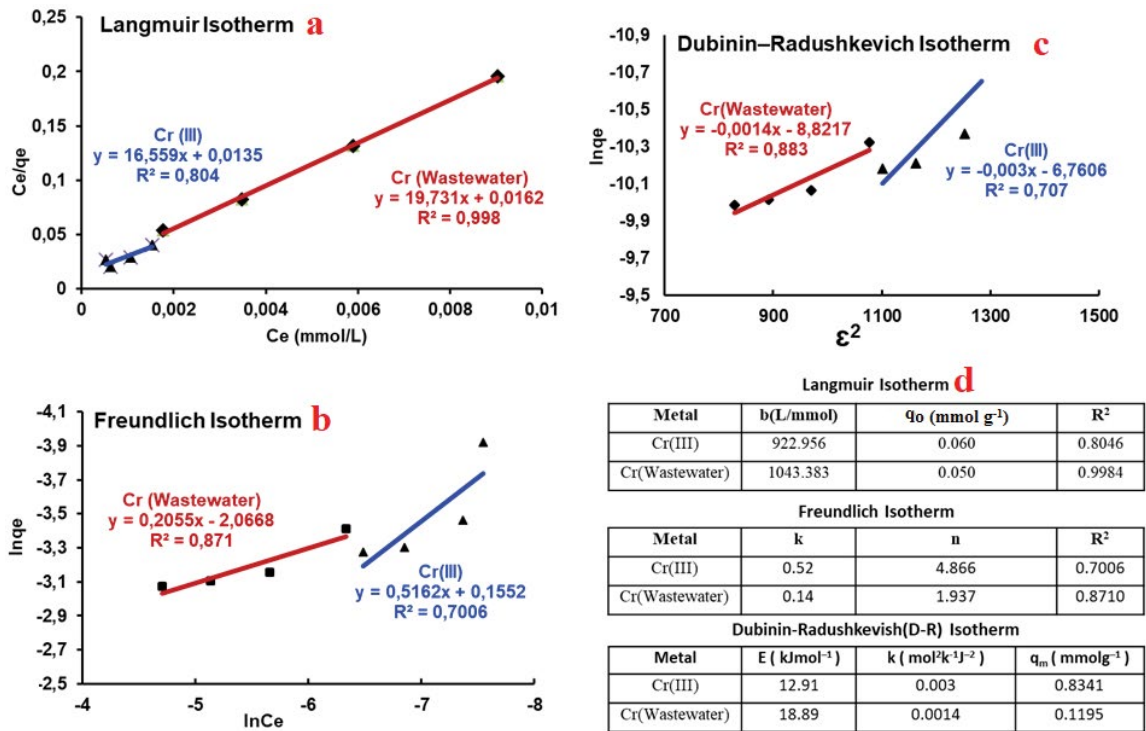 Langmuir Isotherm a
0,25
0,2
0,15
0,1
0,05
0
Ce/qe
Cr (III)
y = 16,559x + 0,0135
R² = 0,804
Cr (Wastewater)
y = 19,731x + 0,0162
R² = 0,998
0
0,002
0,004
0,006
0,008
0,01
Ce (mmol/L)
Dubinin–Radushkevich Isotherm c
-10,9
-10,7
-10,5
-10,3
-10,1
-9,9
-9,7
-9,5
lnqe
Cr(Wastewater)
y = -0,0014x - 8,8217
R² = 0,883
Cr(III)
y = -0,003x - 6,7606
R² = 0,707
700
900
1100
1300
1500
ε²
Freundlich Isotherm b
-4,1
-3,9
-3,7
-3,5
-3,3
-3,1
-2,9
-2,7
-2,5
lnqe
Cr (Wastewater)
y = 0,2055x - 2,0668
R² = 0,871
Cr(III)
y = 0,5162x + 0,1552
R² = 0,7006
-4
-5
-6
-7
-8
lnCe
Langmuir Isotherm d
Metal b(L/mmol) qo (mmol g⁻¹) R²
Cr(III) 922.956 0.060 0.8046
Cr(Wastewater) 1043.383 0.050 0.9984
Freundlich Isotherm
Metal k n R²
Cr(III) 0.52 4.866 0.7006
Cr(Wastewater) 0.14 1.937 0.8710
Dubinin-Radushkevish(D-R) Isotherm
Metal E ( kJmol⁻¹) k ( mol²k⁻¹J⁻²) qm ( mmolg⁻¹)
Cr(III) 12.91 0.003 0.8341
Cr(Wastewater) 18.89 0.0014 0.1195